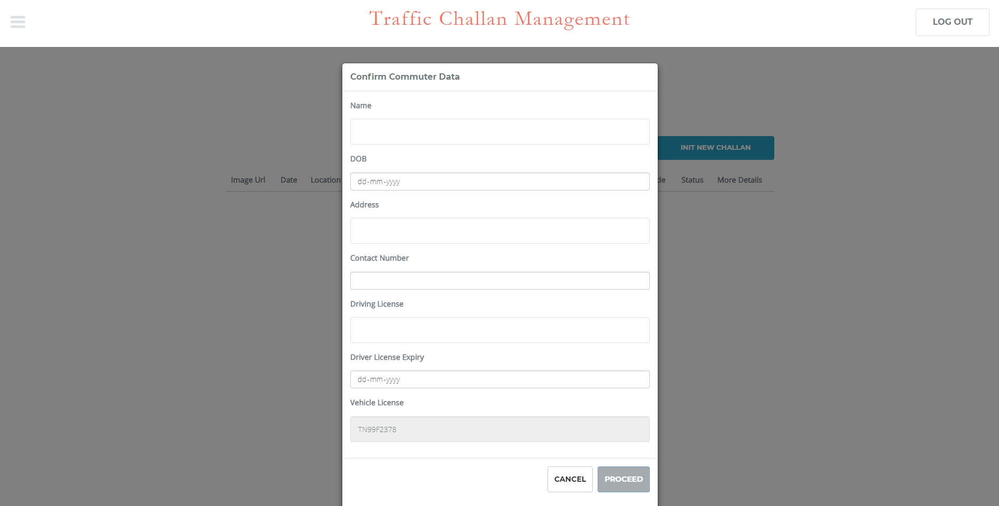 Traffic Challan Management
LOG OUT
Confirm Commuter Data
Name
INIT NEW CHALLAN
DOB
dd-mm-yyyy
Image Url Date Location de Status More Details
Address
Contact Number
Driving License
Driver License Expiry
dd-mm-yyyy
Vehicle License
TN99F2378
CANCEL PROCEED